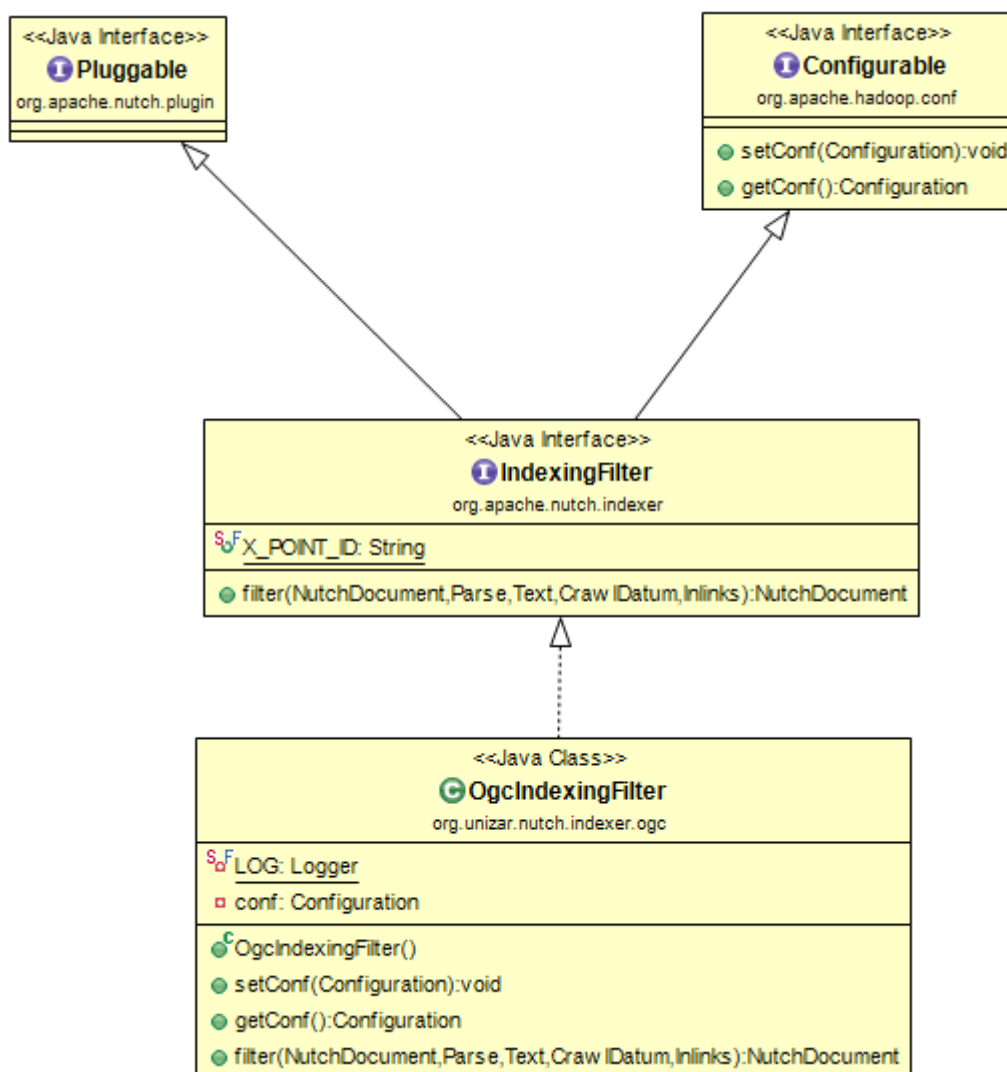 <<Java Interface>>
I Pluggable
org.apache.nutch.plugin
<<Java Interface>>
I Configurable
org.apache.hadoop.conf
setConf(Configuration):void
getConf():Configuration
<<Java Interface>>
I IndexingFilter
org.apache.nutch.indexer
S F X_POINT_ID: String
filter(NutchDocument,Parse,Text,CrawlDatum,Inlinks):NutchDocument
<<Java Class>>
C OgcIndexingFilter
org.unizar.nutch.indexer.ogc
S F LOG: Logger
conf: Configuration
C OgcIndexingFilter()
setConf(Configuration):void
getConf():Configuration
filter(NutchDocument,Parse,Text,CrawlDatum,Inlinks):NutchDocument